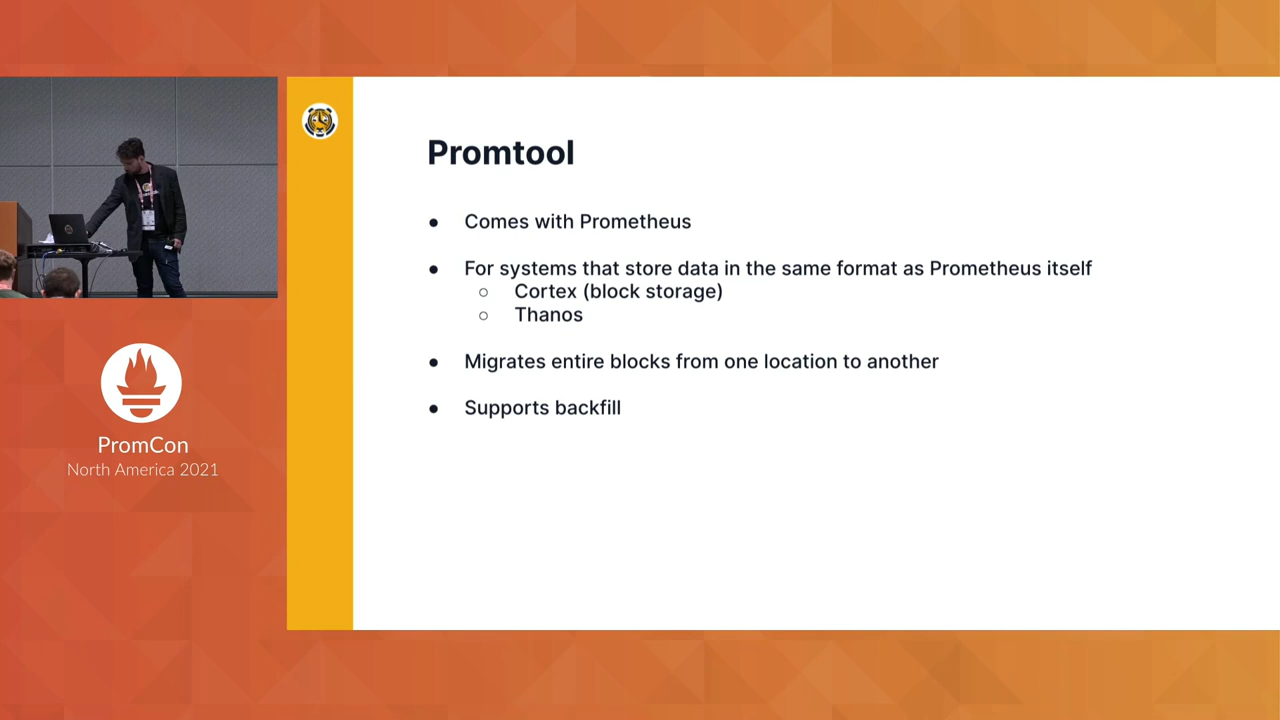 Promtool
● Comes with Prometheus
● For systems that store data in the same format as Prometheus itself
○ Cortex (block storage)
○ Thanos
● Migrates entire blocks from one location to another
● Supports backfill
PromCon
North America 2021